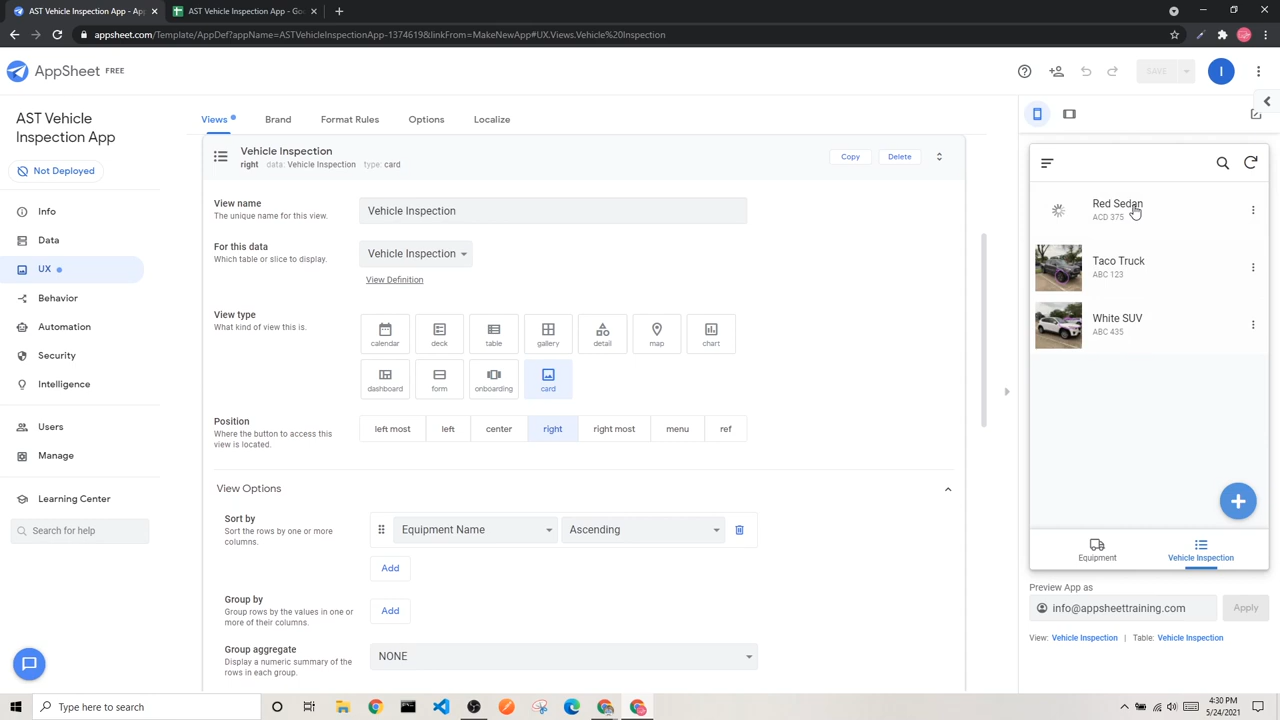 AST Vehicle Inspection App - Ap
AST Vehicle Inspection App - Go
appsheet.com/Template/AppDef?appName=ASTVehicleInspectionApp-1374619&linkFrom=MakeNewApp#UX.Views.Vehicle%20Inspection
AppSheet FREE
SAVE
I
AST Vehicle
Inspection App
Not Deployed
Info
Data
UX
Behavior
Automation
Security
Intelligence
Users
Manage
Learning Center
Search for help
Views
Brand
Format Rules
Options
Localize
Vehicle Inspection
right data: Vehicle Inspection type: card
Copy
Delete
View name
The unique name for this view.
Vehicle Inspection
For this data
Which table or slice to display.
Vehicle Inspection
View Definition
View type
What kind of view this is.
calendar
deck
table
gallery
detail
map
chart
dashboard
form
onboarding
card
Position
Where the button to access this
view is located.
left most
left
center
right
right most
menu
ref
View Options
Sort by
Sort the rows by one or more
columns.
Equipment Name
Ascending
Add
Group by
Group rows by the values in one or
more of their columns.
Add
Group aggregate
Display a numeric summary of the
rows in each group.
NONE
Red Sedan
ACD 375
Taco Truck
ABC 123
White SUV
ABC 435
Equipment
Vehicle Inspection
Preview App as
info@appsheettraining.com
Apply
View: Vehicle Inspection | Table: Vehicle Inspection
Type here to search
4:30 PM
5/24/2021